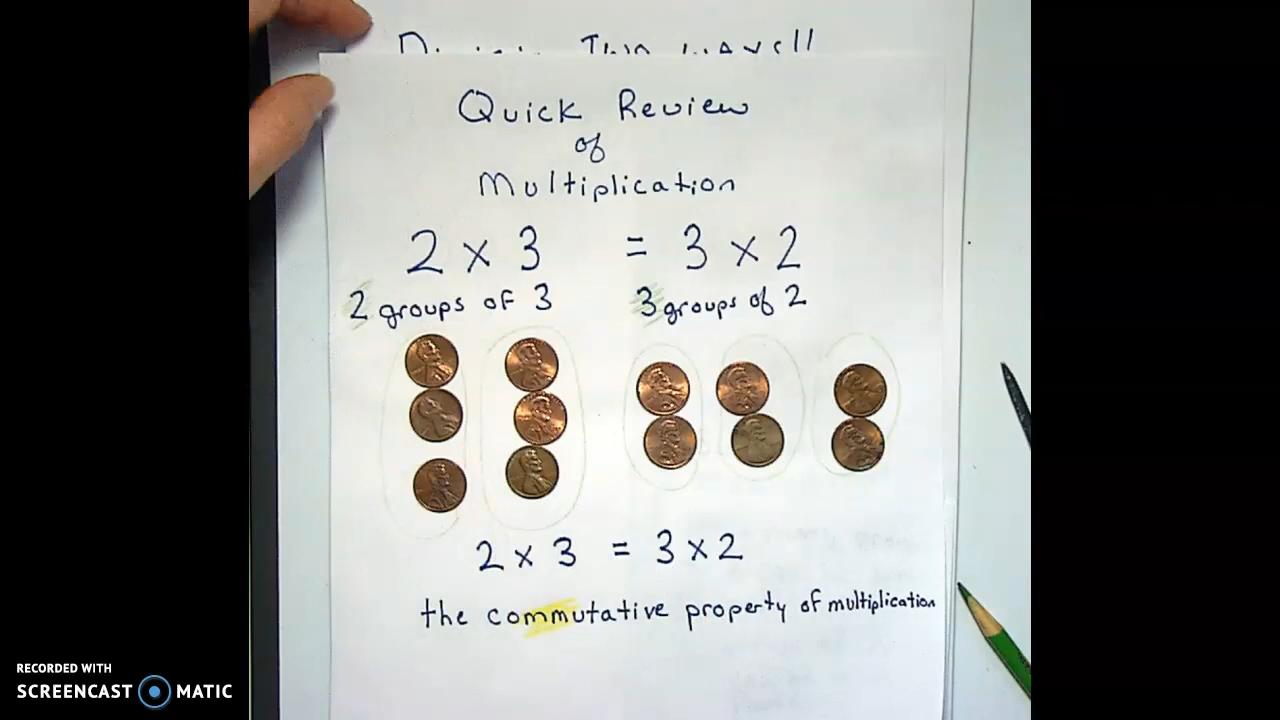 Quick Review
of
Multiplication
2 x 3 = 3 x 2
2 groups of 3 3 groups of 2
2 x 3 = 3 x 2
the commutative property of multiplication
RECORDED WITH
SCREENCAST MATIC